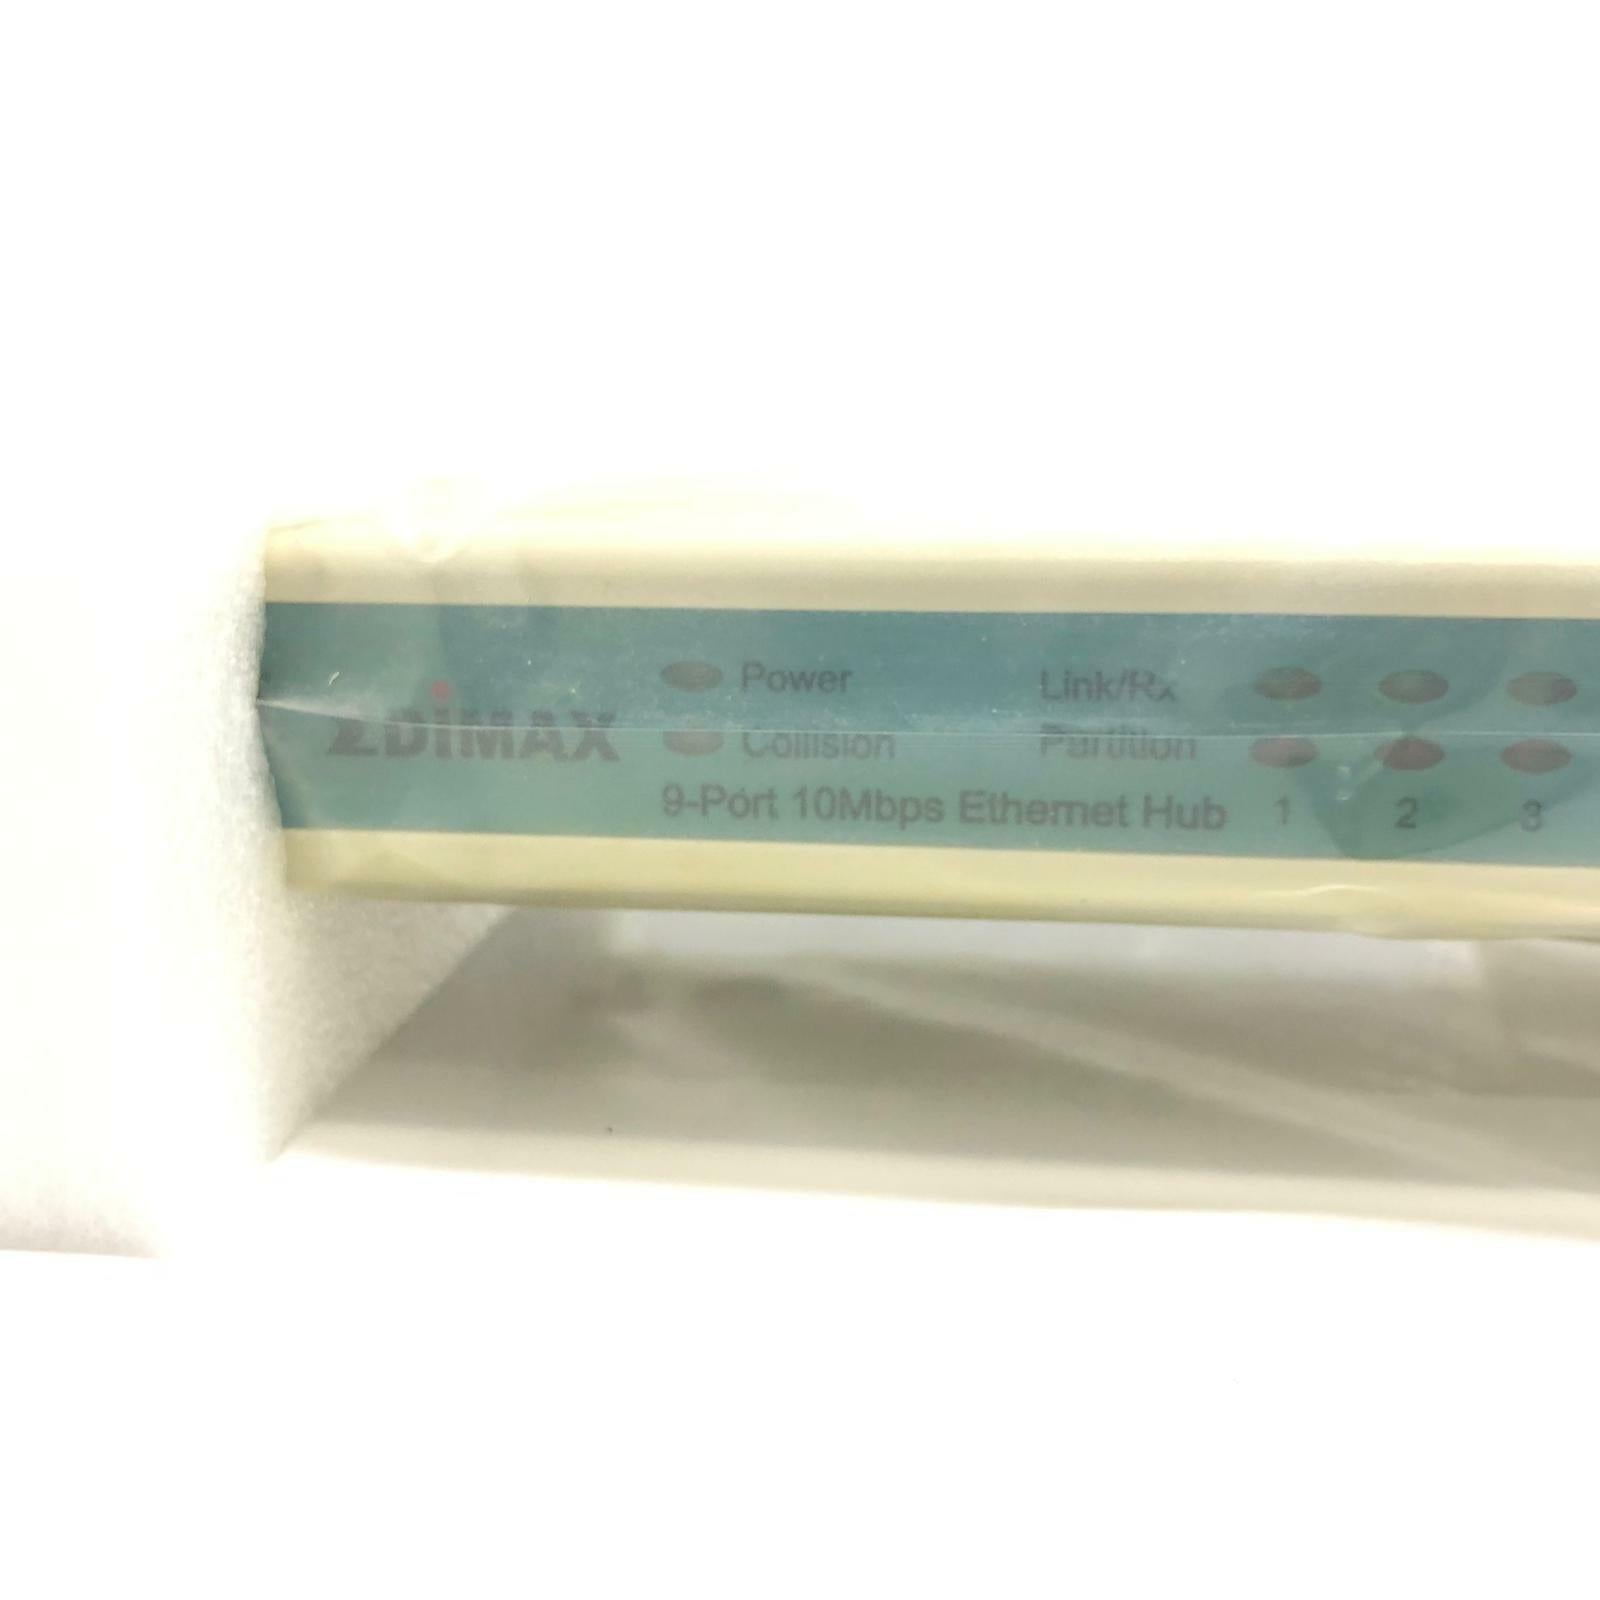 EDiMAX
Power
Link/Rx
Collision
Partition
9-Port 10Mbps Ethernet Hub
1 2 3